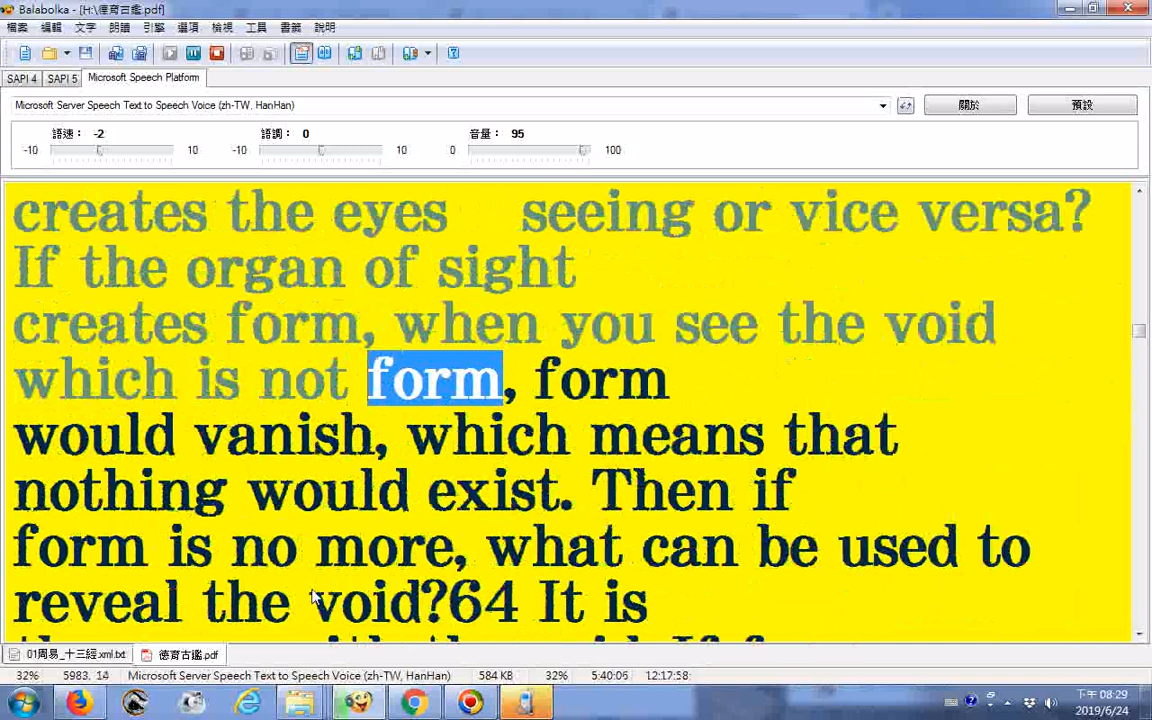 Balabolka - [H:\德育古鑑.pdf]
檔案 編輯 文字 朗讀 引擎 選項 檢視 工具 書籤 說明
SAPI 4 SAPI 5 Microsoft Speech Platform
Microsoft Server Speech Text to Speech Voice (zh-TW, HanHan) 關於 預設
語速： -2 語調： 0 音量： 95
-10 10 -10 10 0 100
creates the eyes seeing or vice versa?
If the organ of sight
creates form, when you see the void
which is not form, form
would vanish, which means that
nothing would exist. Then if
form is no more, what can be used to
reveal the void?64 It is
01周易_十三經.xml.txt 德育古鑑.pdf
32% 5983, 14 Microsoft Server Speech Text to Speech Voice (zh-TW, HanHan) 584 KB 32% 5:40:06 12:17:58
下午 08:29
2019/6/24